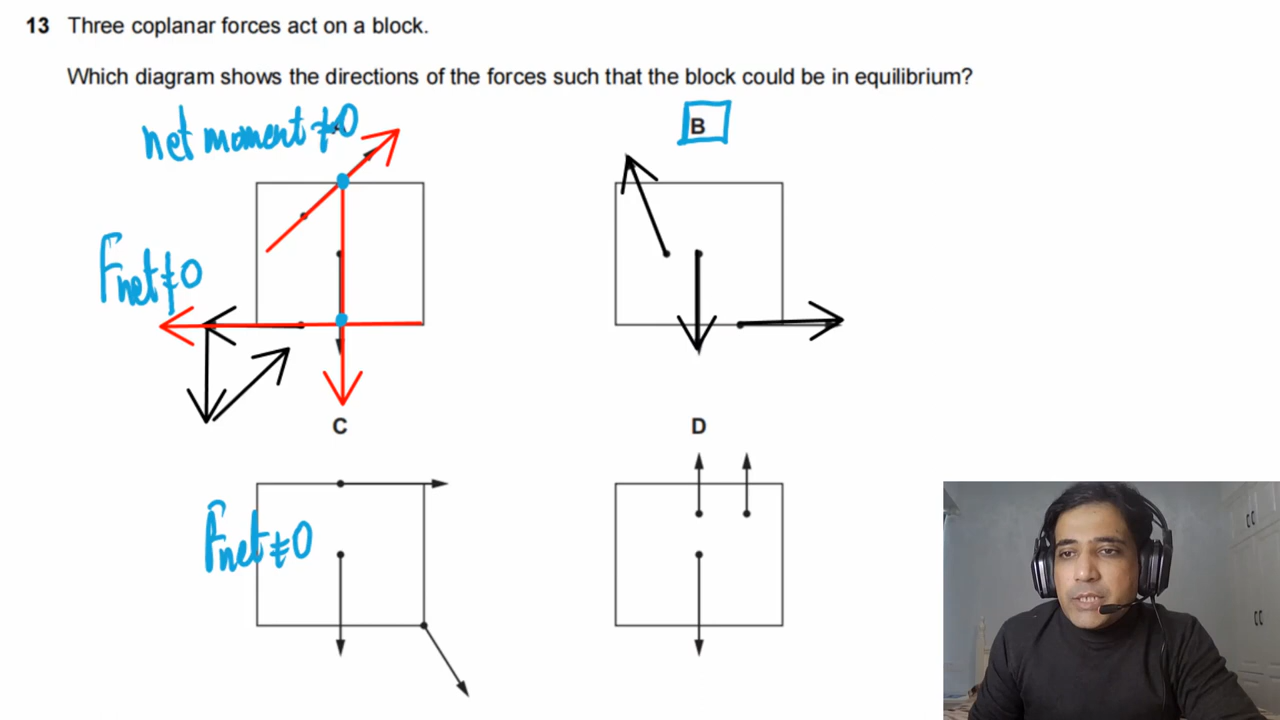 13 Three coplanar forces act on a block.
Which diagram shows the directions of the forces such that the block could be in equilibrium?
net moment ≠0
B
Fnet≠0
C
D
Fnet≠0